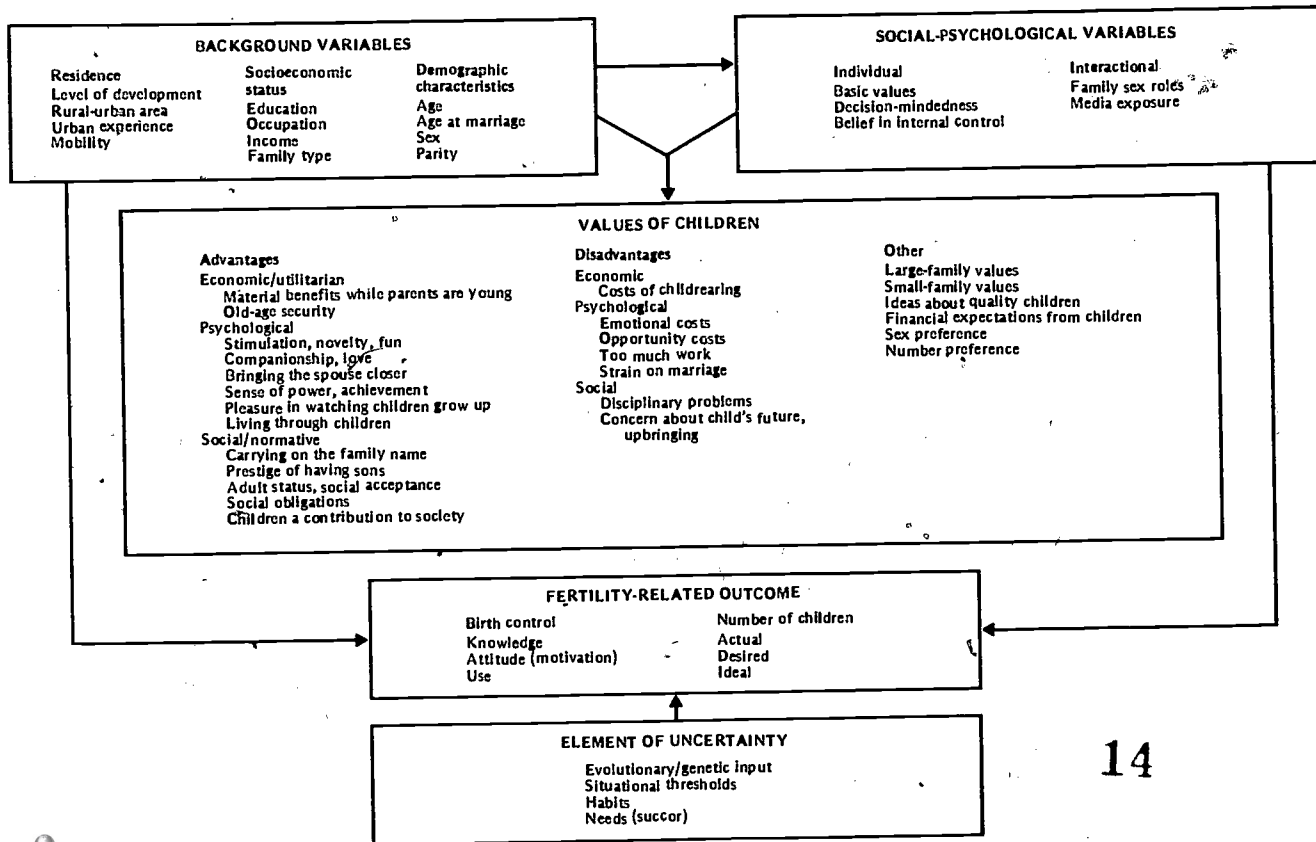 BACKGROUND VARIABLES
Residence
Level of development
Rural-urban area
Urban experience
Mobility
Socioeconomic
status
Education
Occupation
Income
Family type
Demographic
characteristics
Age
Age at marriage
Sex
Parity
SOCIAL-PSYCHOLOGICAL VARIABLES
Individual
Basic values
Decision-mindedness
Belief in internal control
Interactional
Family sex roles
Media exposure
VALUES OF CHILDREN
Advantages
Economic/utilitarian
Material benefits while parents are young
Old-age security
Psychological
Stimulation, novelty, fun
Companionship, love
Bringing the spouse closer
Sense of power, achievement
Pleasure in watching children grow up
Living through children
Social/normative
Carrying on the family name
Prestige of having sons
Adult status, social acceptance
Social obligations
Children a contribution to society
Disadvantages
Economic
Costs of childrearing
Psychological
Emotional costs
Opportunity costs
Too much work
Strain on marriage
Social
Disciplinary problems
Concern about child's future,
upbringing
Other
Large-family values
Small-family values
Ideas about quality children
Financial expectations from children
Sex preference
Number preference
FERTILITY-RELATED OUTCOME
Birth control
Knowledge
Attitude (motivation)
Use
Number of children
Actual
Desired
Ideal
ELEMENT OF UNCERTAINTY
Evolutionary/genetic input
Situational thresholds
Habits
Needs (succor)
14